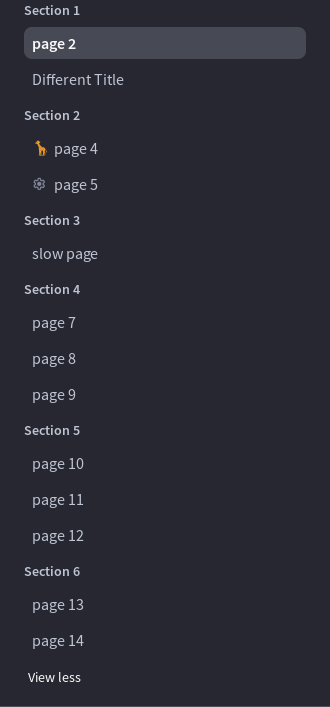 Section 1
page 2
Different Title
Section 2
page 4
page 5
Section 3
slow page
Section 4
page 7
page 8
page 9
Section 5
page 10
page 11
page 12
Section 6
page 13
page 14
View less